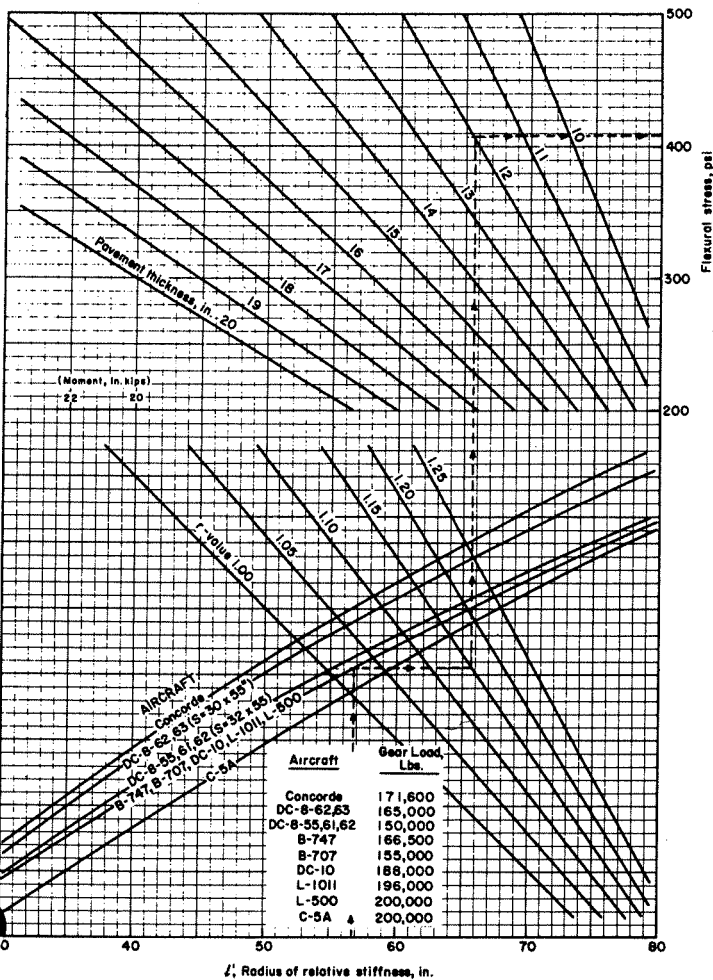 500
400
300
200
Flexural stress, psi
10
11
12
13
14
15
16
17
18
19
Pavement thickness, in. 20
(Moment, in. kips)
22 20
1.25
1.20
1.15
1.10
1.05
r-value 1.00
AIRCRAFT
Concorde
DC-8-62,63 (S=30 x 55")
DC-8-55,61,62 (S=32 x 55)
B-747, B-707, DC-10, L-1011, L-500
C-5A
Aircraft Gear Load, Lbs.
Concorde 171,600
DC-8-62,63 165,000
DC-8-55,61,62 150,000
B-747 166,500
B-707 155,000
DC-10 188,000
L-1011 196,000
L-500 200,000
C-5A 200,000
40 50 60 70 80
ℓ, Radius of relative stiffness, in.